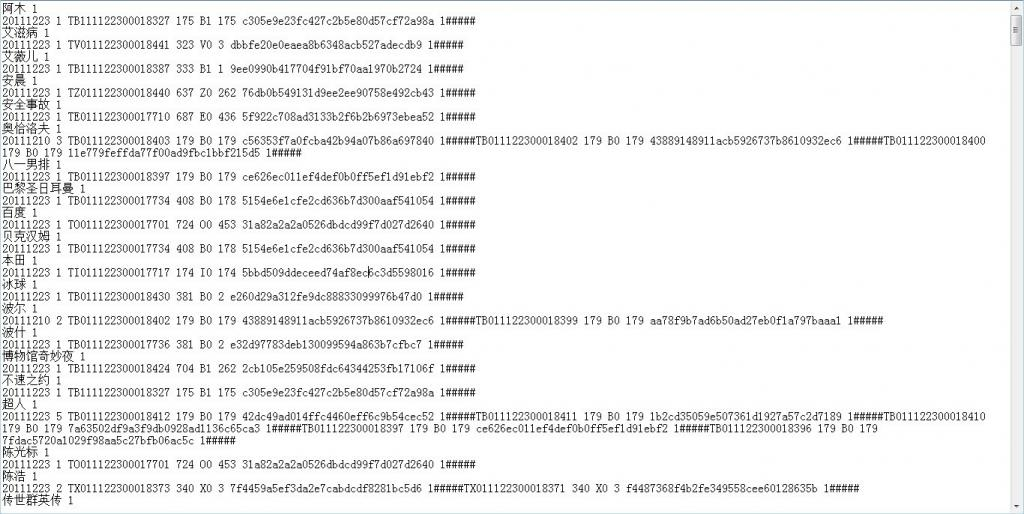 阿木 1
20111223 1 TB111122300018327 175 B1 175 c305e9e23fc427c2b5e80d57cf72a98a 1#####
艾滋病 1
20111223 1 TV011122300018441 323 V0 3 dbbfe20e0eaea8b6348acb527adecdb9 1#####
艾薇儿 1
20111223 1 TB111122300018387 333 B1 1 9ee0990b417704f91bf70aa1970b2724 1#####
安晨 1
20111223 1 TZ011122300018440 637 Z0 262 76db0b549131d9ee2ee90758e492cb43 1#####
安全事故 1
20111223 1 TE011122300017710 687 E0 436 5f922c708ad3133b2f6b2b6973ebea52 1#####
奥恰洛夫 1
20111210 3 TB011122300018403 179 B0 179 c56353f7a0fcba42b94a07b86a697840 1#####TB011122300018402 179 B0 179 43889148911acb5926737b8610932ec6 1#####TB011122300018400
179 B0 179 11e779feffda77f00ad9fbc1bbf215d5 1#####
八一男排 1
20111223 1 TB011122300018397 179 B0 179 ce626ec011ef4def0b0ff5ef1d91ebf2 1#####
巴黎圣日耳曼 1
20111223 1 TB011122300017734 408 B0 178 5154e6e1cfe2cd636b7d300aaf541054 1#####
百度 1
20111223 1 TO011122300017701 724 O0 453 31a82a2a2a0526dbdcd99f7d027d2640 1#####
贝克汉姆 1
20111223 1 TB011122300017734 408 B0 178 5154e6e1cfe2cd636b7d300aaf541054 1#####
本田 1
20111223 1 TI011122300017717 174 I0 174 5bbd509ddeceed74af8ec6c3d5598016 1#####
冰球 1
20111223 1 TB011122300018430 381 B0 2 e260d29a312fe9dc88833099976b47d0 1#####
波尔 1
20111210 2 TB011122300018402 179 B0 179 43889148911acb5926737b8610932ec6 1#####TB011122300018399 179 B0 179 aa78f9b7ad6b50ad27eb0f1a797baaa1 1#####
波什 1
20111223 1 TB011122300017736 381 B0 2 e32d97783deb130099594a863b7cfbc7 1#####
博物馆奇妙夜 1
20111223 1 TB111122300018424 704 B1 262 2cb105e259508fdc64344253fb17106f 1#####
不速之约 1
20111223 1 TB111122300018327 175 B1 175 c305e9e23fc427c2b5e80d57cf72a98a 1#####
超人 1
20111223 5 TB011122300018412 179 B0 179 42dc49ad014ffc4460eff6c9b54cec52 1#####TB011122300018411 179 B0 179 1b2cd35059e507361d1927a57c2d7189 1#####TB011122300018410
179 B0 179 7a63502df9a3f9db0928ad1136c65ca3 1#####TB011122300018397 179 B0 179 ce626ec011ef4def0b0ff5ef1d91ebf2 1#####TB011122300018396 179 B0 179
7fdac5720a1029f98aa5c27bfb06ac5c 1#####
陈光标 1
20111223 1 TO011122300017701 724 O0 453 31a82a2a2a0526dbdcd99f7d027d2640 1#####
陈浩 1
20111223 2 TX011122300018373 340 X0 3 7f4459a5ef3da2e7cabdcdf8281bc5d6 1#####TX011122300018371 340 X0 3 f4487368f4b2fe349558cee60128635b 1#####
传世群英传 1